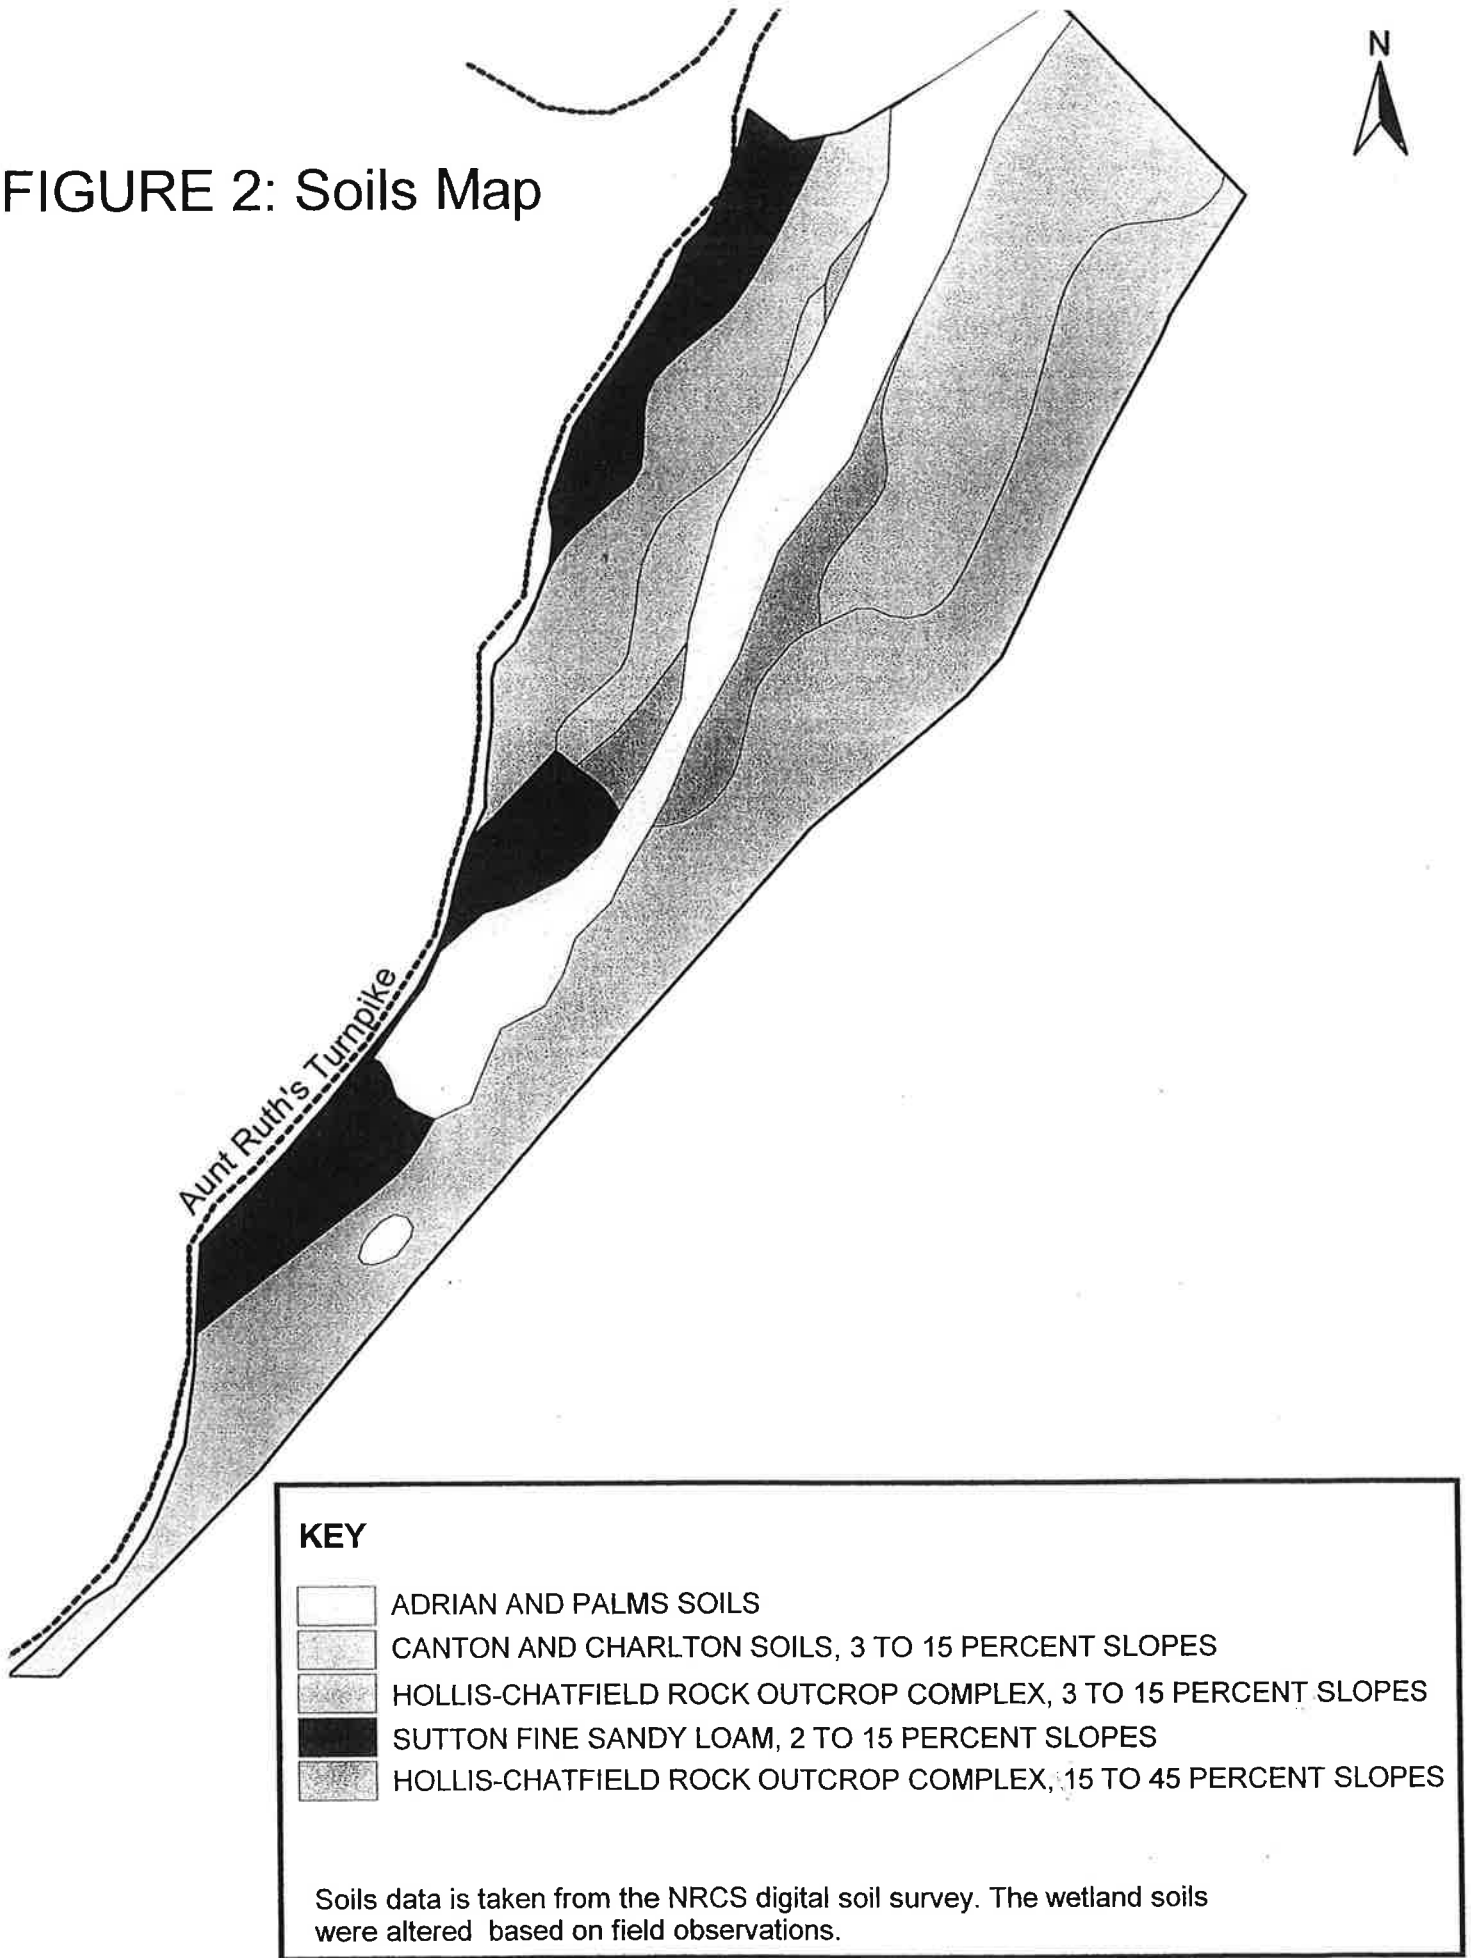 N
FIGURE 2: Soils Map
Aunt Ruth's Turnpike
KEY
ADRIAN AND PALMS SOILS
CANTON AND CHARLTON SOILS, 3 TO 15 PERCENT SLOPES
HOLLIS-CHATFIELD ROCK OUTCROP COMPLEX, 3 TO 15 PERCENT SLOPES
SUTTON FINE SANDY LOAM, 2 TO 15 PERCENT SLOPES
HOLLIS-CHATFIELD ROCK OUTCROP COMPLEX, 15 TO 45 PERCENT SLOPES
Soils data is taken from the NRCS digital soil survey. The wetland soils
were altered based on field observations.